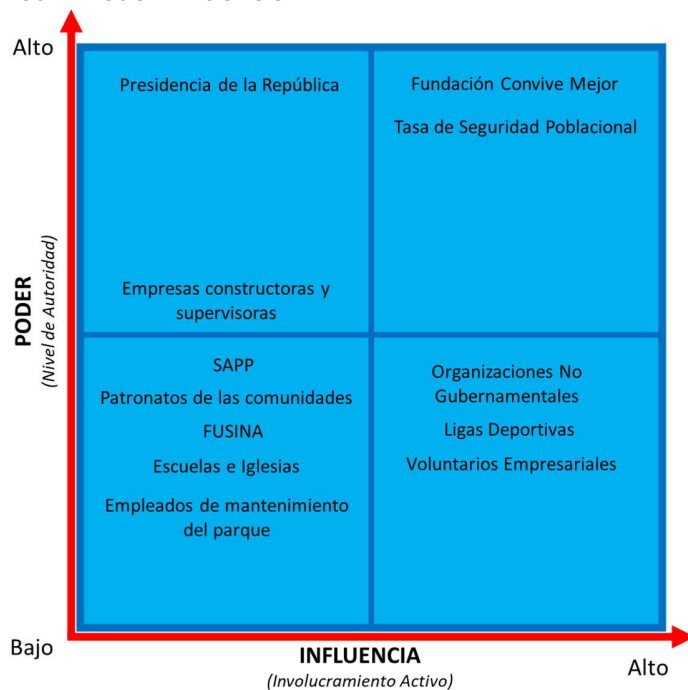 Alto
Presidencia de la República
Fundación Convive Mejor
Tasa de Seguridad Poblacional
Empresas constructoras y
supervisoras
PODER
(Nivel de Autoridad)
SAPP
Patronatos de las comunidades
FUSINA
Escuelas e Iglesias
Empleados de mantenimiento
del parque
Organizaciones No
Gubernamentales
Ligas Deportivas
Voluntarios Empresariales
Bajo
INFLUENCIA
(Involucramiento Activo)
Alto